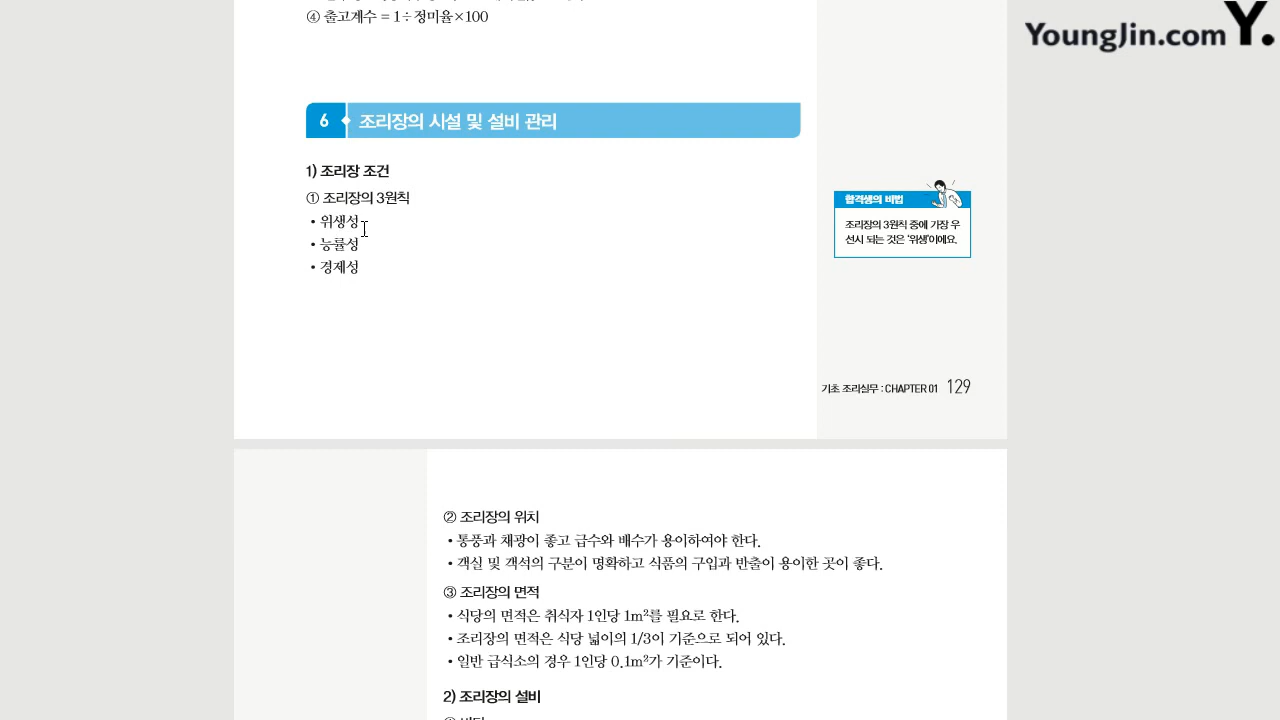 ④ 출고계수 = 1÷정미율×100
YoungJin.com Y.
6 조리장의 시설 및 설비 관리
1) 조리장 조건
① 조리장의 3원칙
• 위생성
• 능률성
• 경제성
합격생의 비법
조리장의 3원칙 중에 가장 우
선시 되는 것은 '위생'이에요.
기초 조리실무 : CHAPTER 01 129
② 조리장의 위치
• 통풍과 채광이 좋고 급수와 배수가 용이하여야 한다.
• 객실 및 객석의 구분이 명확하고 식품의 구입과 반출이 용이한 곳이 좋다.
③ 조리장의 면적
• 식당의 면적은 취식자 1인당 1m²를 필요로 한다.
• 조리장의 면적은 식당 넓이의 1/3이 기준으로 되어 있다.
• 일반 급식소의 경우 1인당 0.1m²가 기준이다.
2) 조리장의 설비